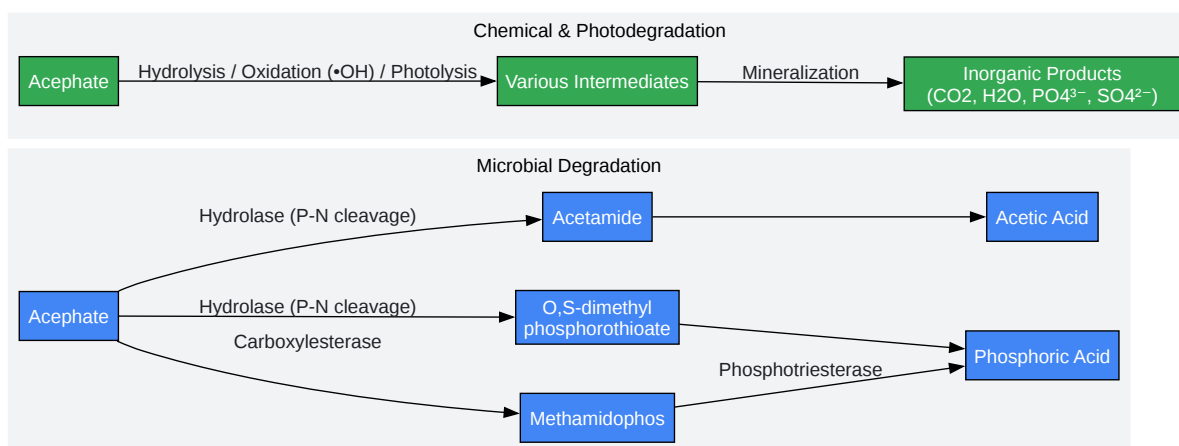 Chemical & Photodegradation
Acephate
Hydrolysis / Oxidation (•OH) / Photolysis
Various Intermediates
Mineralization
Inorganic Products
(CO2, H2O, PO4³⁻, SO4²⁻)
Microbial Degradation
Hydrolase (P-N cleavage)
Acetamide
Acetic Acid
Acephate
Hydrolase (P-N cleavage)
O,S-dimethyl
phosphorothioate
Carboxylesterase
Phosphotriesterase
Phosphoric Acid
Methamidophos